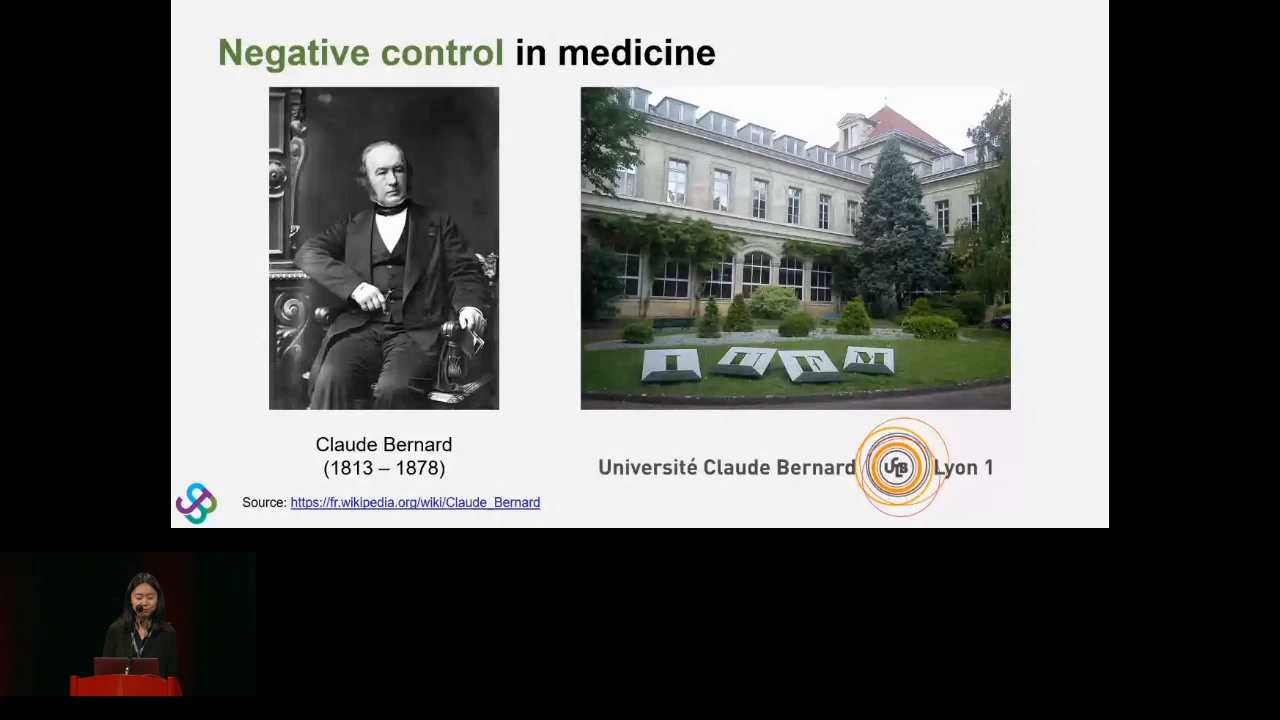 Negative control in medicine
I U F M
Claude Bernard
(1813 – 1878)
Université Claude Bernard UCLB Lyon 1
Source: https://fr.wikipedia.org/wiki/Claude_Bernard